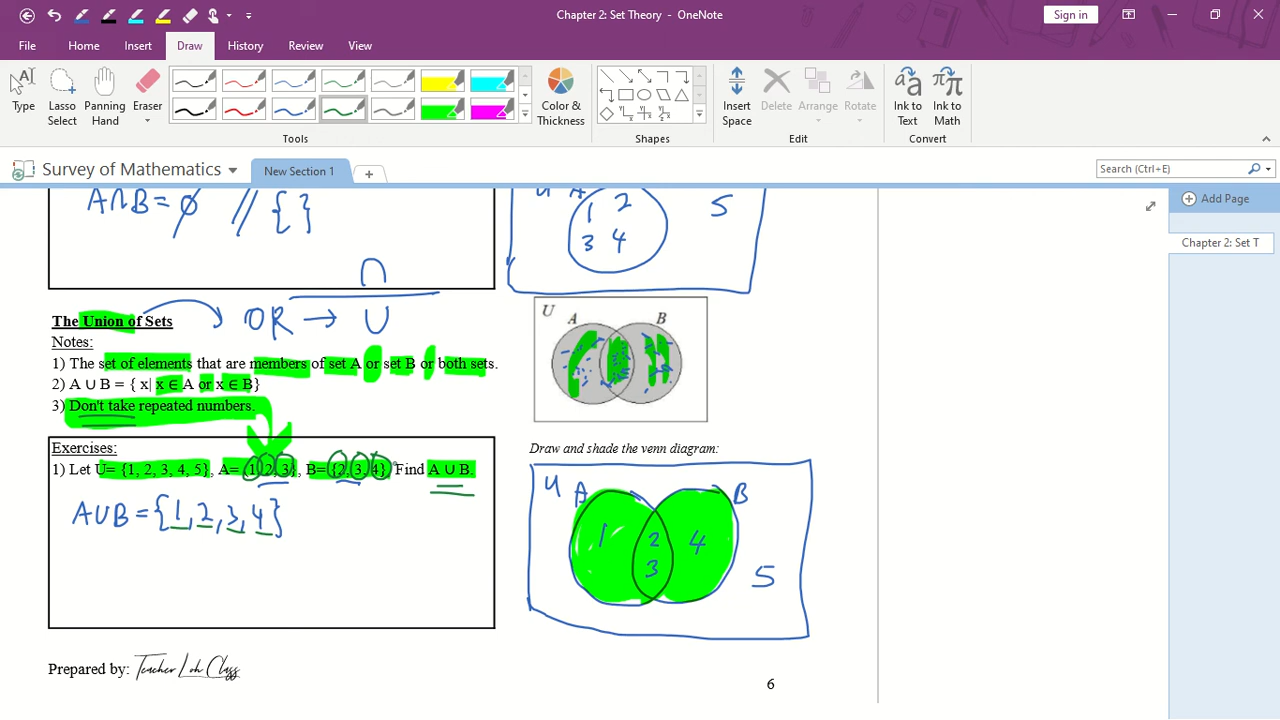 Chapter 2: Set Theory - OneNote
Sign in
File Home Insert Draw History Review View
Type
Lasso Select
Panning Hand
Eraser
Color & Thickness
Insert Space
Delete
Arrange
Rotate
Ink to Text
Ink to Math
Tools
Shapes
Edit
Convert
Survey of Mathematics
New Section 1
Search (Ctrl+E)
Add Page
Chapter 2: Set T
A∩B = ∅ // { }
U A
1 2
3 4
5
∩
The Union of Sets OR → U
Notes:
1) The set of elements that are members of set A or set B or both sets.
2) A ∪ B = { x| x ∈ A or x ∈ B}
3) Don't take repeated numbers.
U
A B
Exercises:
1) Let U= {1, 2, 3, 4, 5}, A= {1, 2, 3}, B= {2, 3, 4}. Find A ∪ B.
A∪B = {1, 2, 3, 4}
Draw and shade the venn diagram:
U A B
1 2 4
3 5
Prepared by: Teacher Loh Class
6